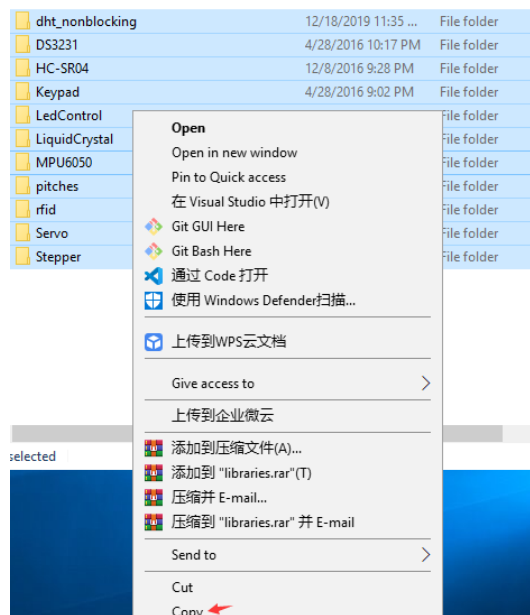 dht_nonblocking 12/18/2019 11:35 ... File folder
DS3231 4/28/2016 10:17 PM File folder
HC-SR04 12/8/2016 9:28 PM File folder
Keypad 4/28/2016 9:02 PM File folder
LedControl File folder
LiquidCrystal File folder
MPU6050 File folder
pitches File folder
rfid File folder
Servo File folder
Stepper File folder
Open
Open in new window
Pin to Quick access
在 Visual Studio 中打开(V)
Git GUI Here
Git Bash Here
通过 Code 打开
使用 Windows Defender扫描...
上传到WPS云文档
Give access to
上传到企业微云
添加到压缩文件(A)...
添加到 "libraries.rar"(T)
压缩并 E-mail...
压缩到 "libraries.rar" 并 E-mail
selected
Send to
Cut
Copy